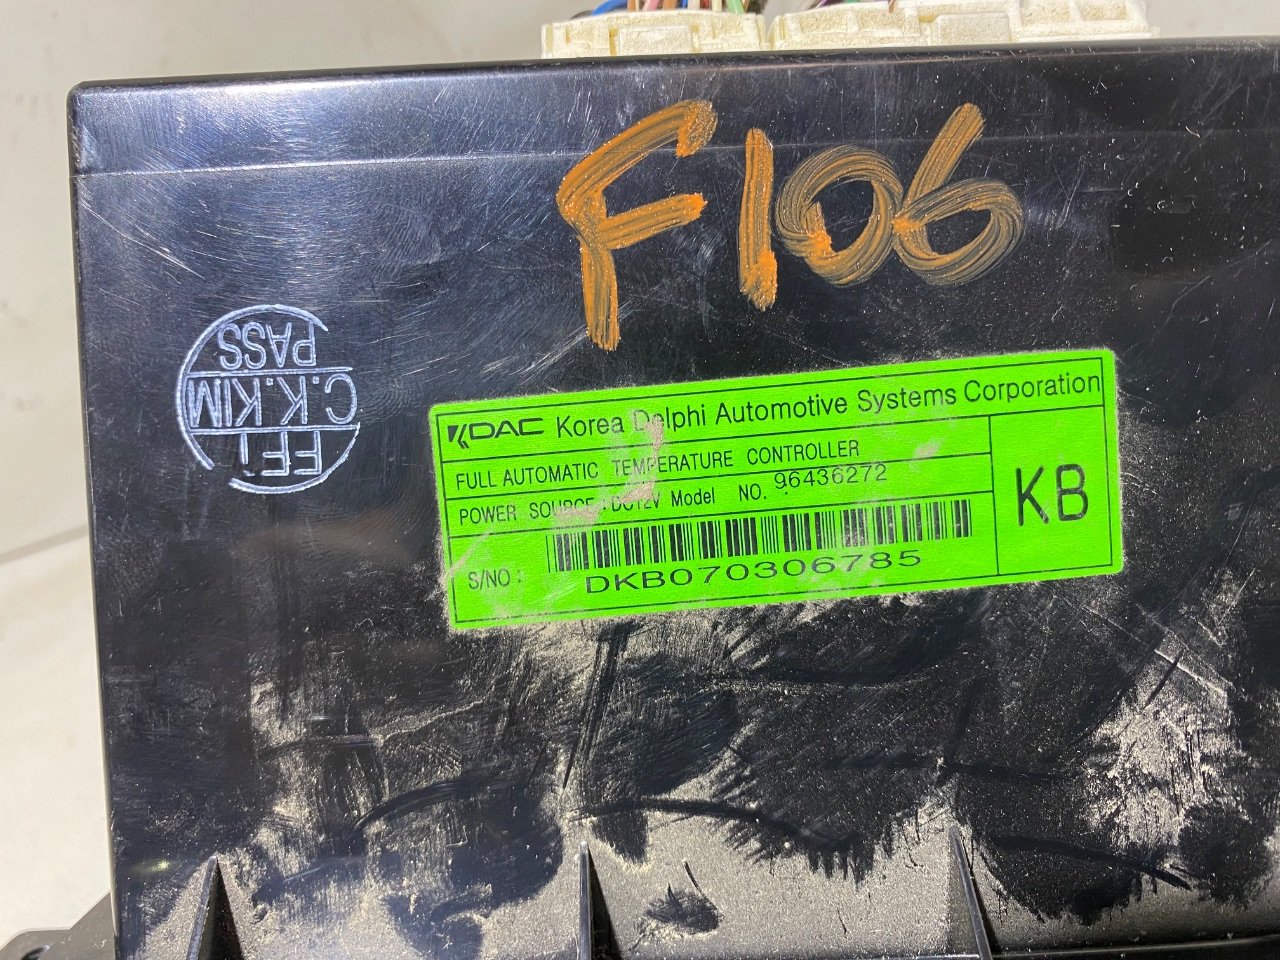 F106
PASS
C.K.KIM
EFT
KDAC Korea Delphi Automotive Systems Corporation
FULL AUTOMATIC TEMPERATURE CONTROLLER
POWER SOURCE : DC12V Model NO. 96436272
KB
S/NO :
DKB070306785